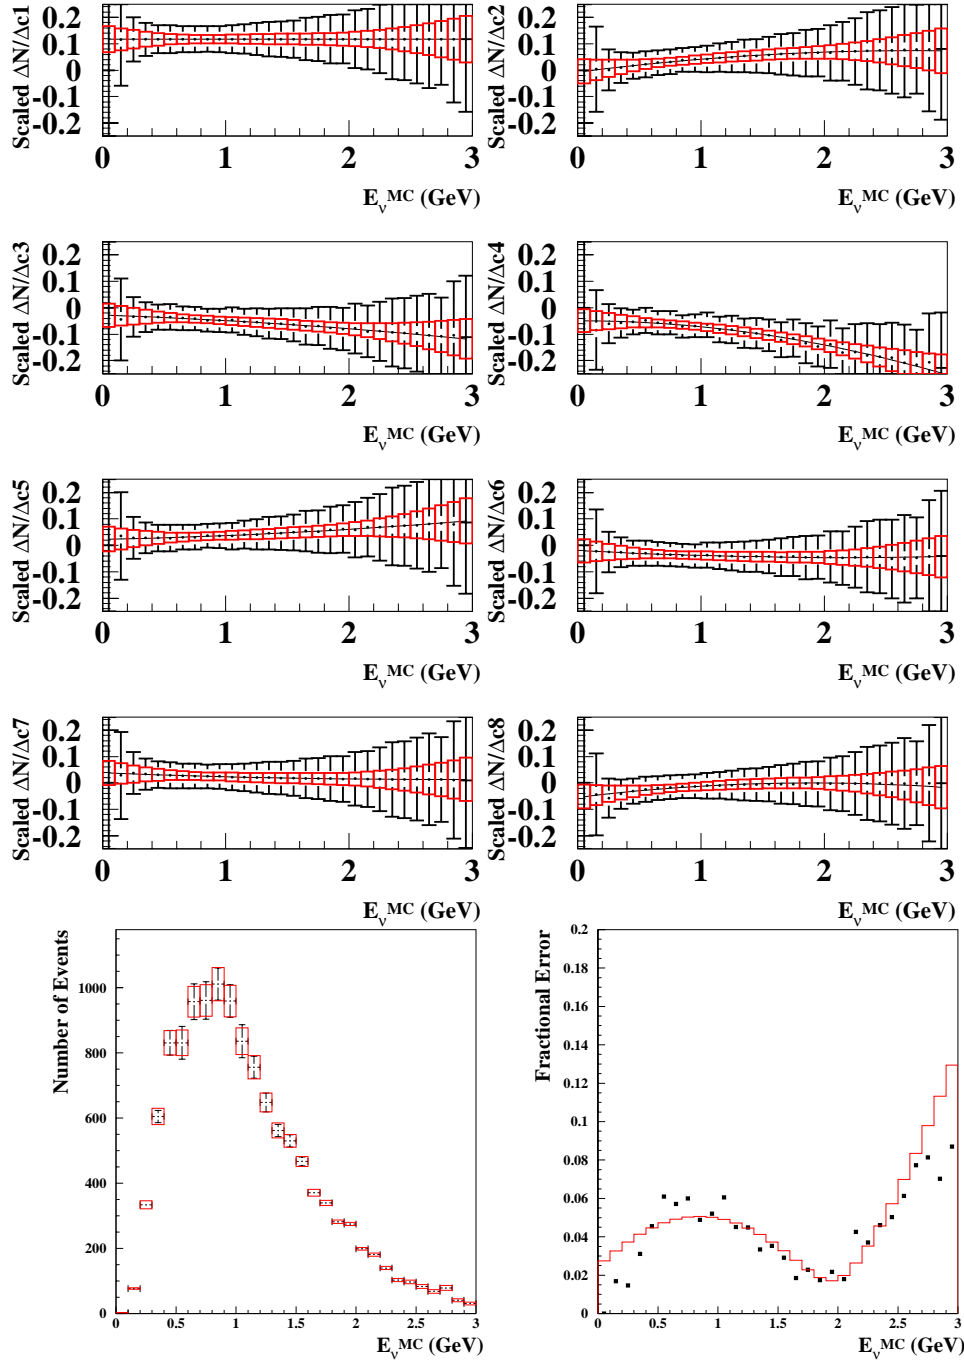 Scaled ΔN/Δc1
0.2
0.1
0
-0.1
-0.2
0 1 2 3
E_ν^MC (GeV)
Scaled ΔN/Δc2
0.2
0.1
0
-0.1
-0.2
0 1 2 3
E_ν^MC (GeV)
Scaled ΔN/Δc3
0.2
0.1
0
-0.1
-0.2
0 1 2 3
E_ν^MC (GeV)
Scaled ΔN/Δc4
0.2
0.1
0
-0.1
-0.2
0 1 2 3
E_ν^MC (GeV)
Scaled ΔN/Δc5
0.2
0.1
0
-0.1
-0.2
0 1 2 3
E_ν^MC (GeV)
Scaled ΔN/Δc6
0.2
0.1
0
-0.1
-0.2
0 1 2 3
E_ν^MC (GeV)
Scaled ΔN/Δc7
0.2
0.1
0
-0.1
-0.2
0 1 2 3
E_ν^MC (GeV)
Scaled ΔN/Δc8
0.2
0.1
0
-0.1
-0.2
0 1 2 3
E_ν^MC (GeV)
Number of Events
1000
800
600
400
200
0
0 0.5 1 1.5 2 2.5 3
E_ν^MC (GeV)
Fractional Error
0.2
0.18
0.16
0.14
0.12
0.1
0.08
0.06
0.04
0.02
0
0 0.5 1 1.5 2 2.5 3
E_ν^MC (GeV)